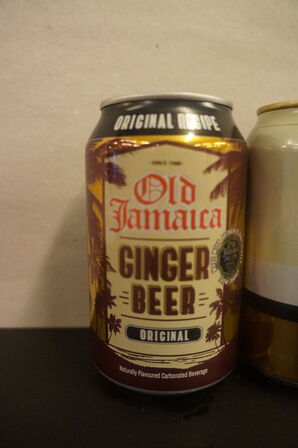 ORIGINAL RECIPE
SINCE 1988
Old
Jamaica
GINGER
BEER
ORIGINAL
Naturally Flavoured Carbonated Beverage